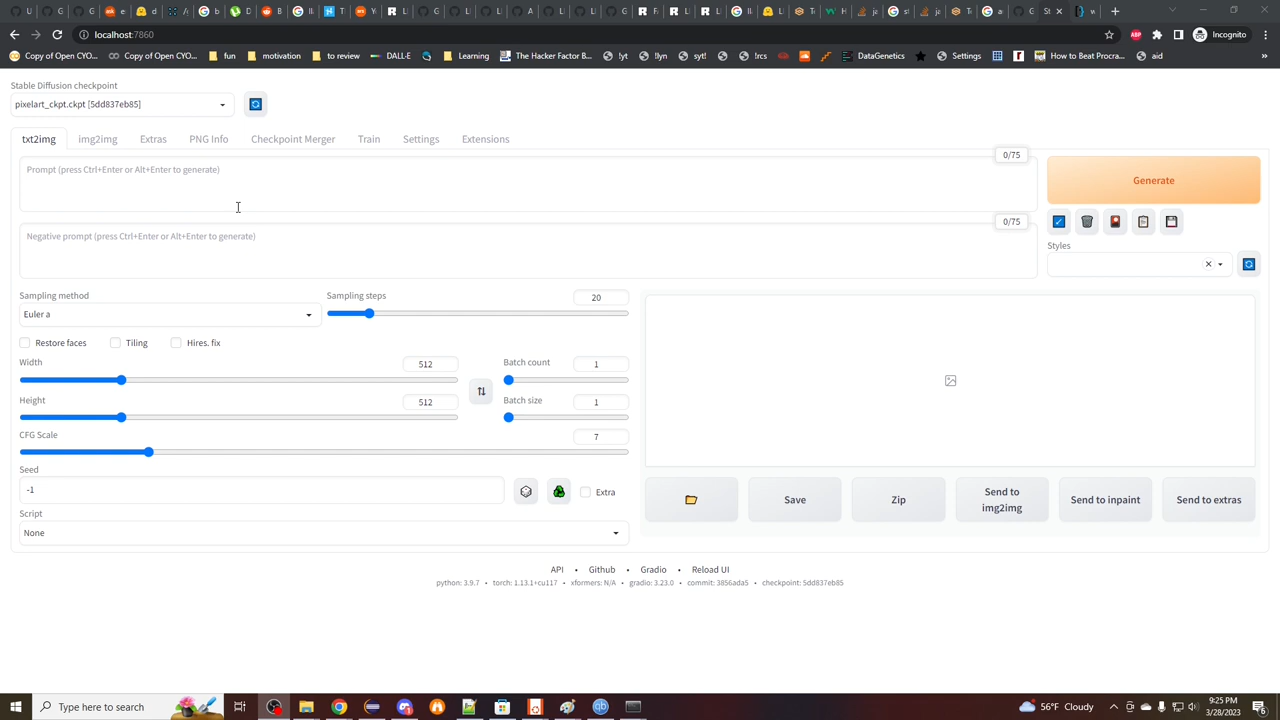 localhost:7860
Incognito
Copy of Open CYO...
Copy of Open CYO...
fun
motivation
to review
DALL-E
Learning
The Hacker Factor B...
!yt
!lyn
syt!
!rcs
DataGenetics
Settings
How to Beat Procra...
aid
Stable Diffusion checkpoint
pixelart_ckpt.ckpt [5dd837eb85]
txt2img
img2img
Extras
PNG Info
Checkpoint Merger
Train
Settings
Extensions
0/75
Prompt (press Ctrl+Enter or Alt+Enter to generate)
Generate
0/75
Negative prompt (press Ctrl+Enter or Alt+Enter to generate)
Styles
Sampling method
Sampling steps
20
Euler a
Restore faces
Tiling
Hires. fix
Width
512
Batch count
1
Height
512
Batch size
1
CFG Scale
7
Seed
-1
Extra
Script
None
Save
Zip
Send to
img2img
Send to inpaint
Send to extras
API • Github • Gradio • Reload UI
python: 3.9.7 • torch: 1.13.1+cu117 • xformers: N/A • gradio: 3.23.0 • commit: 3856ada5 • checkpoint: 5dd837eb85
Type here to search
56°F Cloudy
9:25 PM
3/28/2023